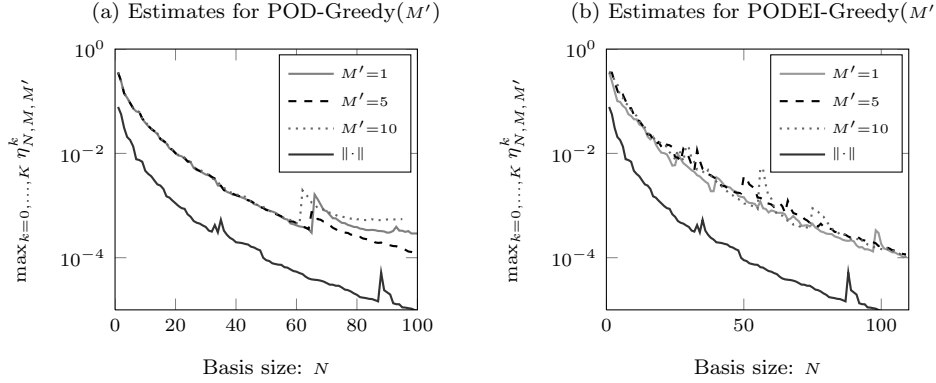 (a) Estimates for POD-Greedy(M′)
max_{k=0,...,K} η^k_{N,M,M′}
10^0
10^{−2}
10^{−4}
M′=1
M′=5
M′=10
‖·‖
0 20 40 60 80 100
Basis size: N
(b) Estimates for PODEI-Greedy(M′
max_{k=0,...,K} η^k_{N,M,M′}
10^0
10^{−2}
10^{−4}
M′=1
M′=5
M′=10
‖·‖
0 50 100
Basis size: N